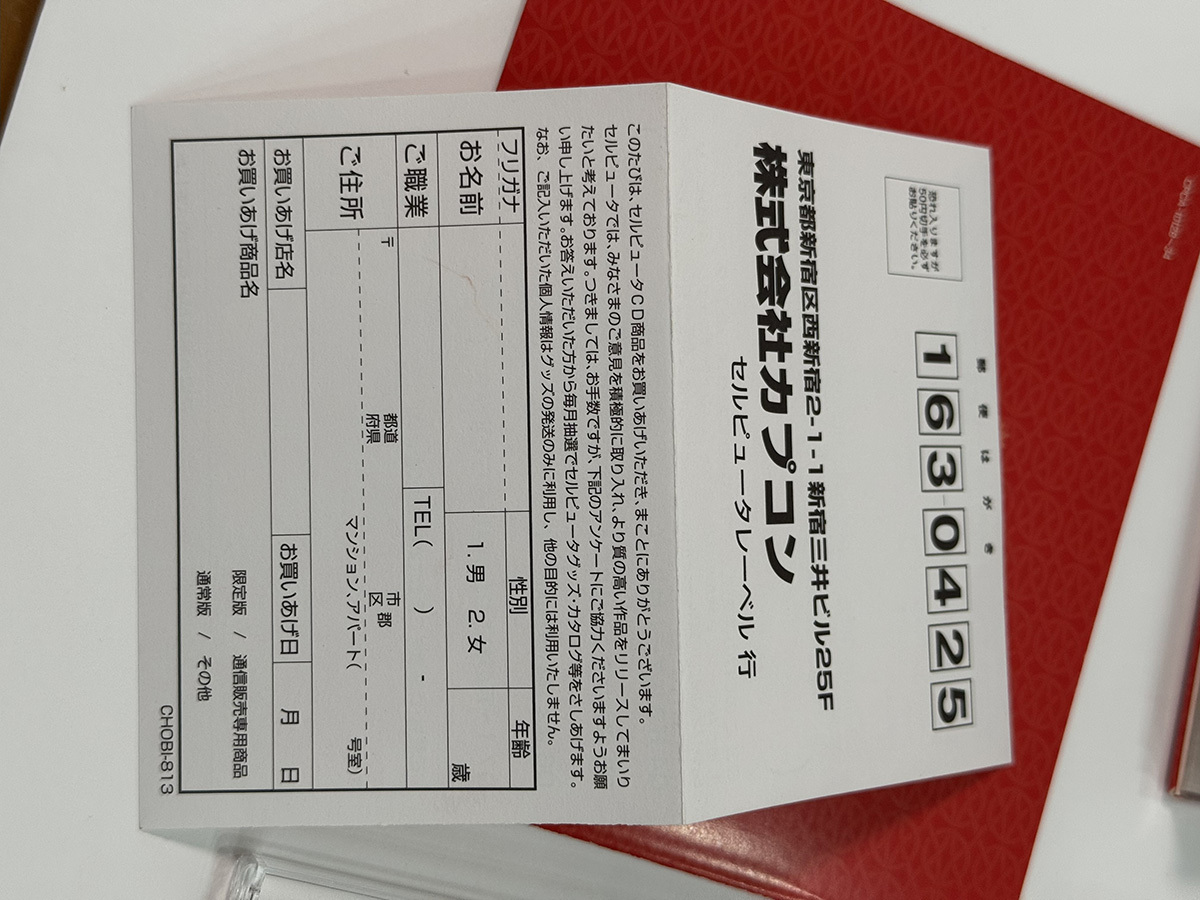 郵便はがき
1630425
恐れ入りますが
50円切手を必ず
お貼りください。
東京都新宿区西新宿2-1-1新宿三井ビル25F
株式会社カプコン
セルピュータレーベル 行
このたびは、セルピュータCD商品をお買いあげいただき、まことにありがとうございます。
セルピュータでは、みなさまのご意見を積極的に取り入れ、より質の高い作品をリリースしてまいり
たいと考えております。つきましては、お手数ですが、下記のアンケートにご協力くださいますようお願
い申し上げます。お答えいただいた方から毎月抽選でセルピュータグッズ・カタログ等をさしあげます。
なお、ご記入いただいた個人情報はグッズの発送のみに利用し、他の目的には利用いたしません。
フリガナ 性別 年齢
お名前 1.男 2.女 歳
ご職業 TEL( ) -
ご住所 〒 都道 府県 市 区 郡
マンション、アパート( 号室)
お買いあげ店名 お買いあげ日 月 日
お買いあげ商品名
限定版 / 通信販売専用商品
通常版 / その他
CHOBI-813